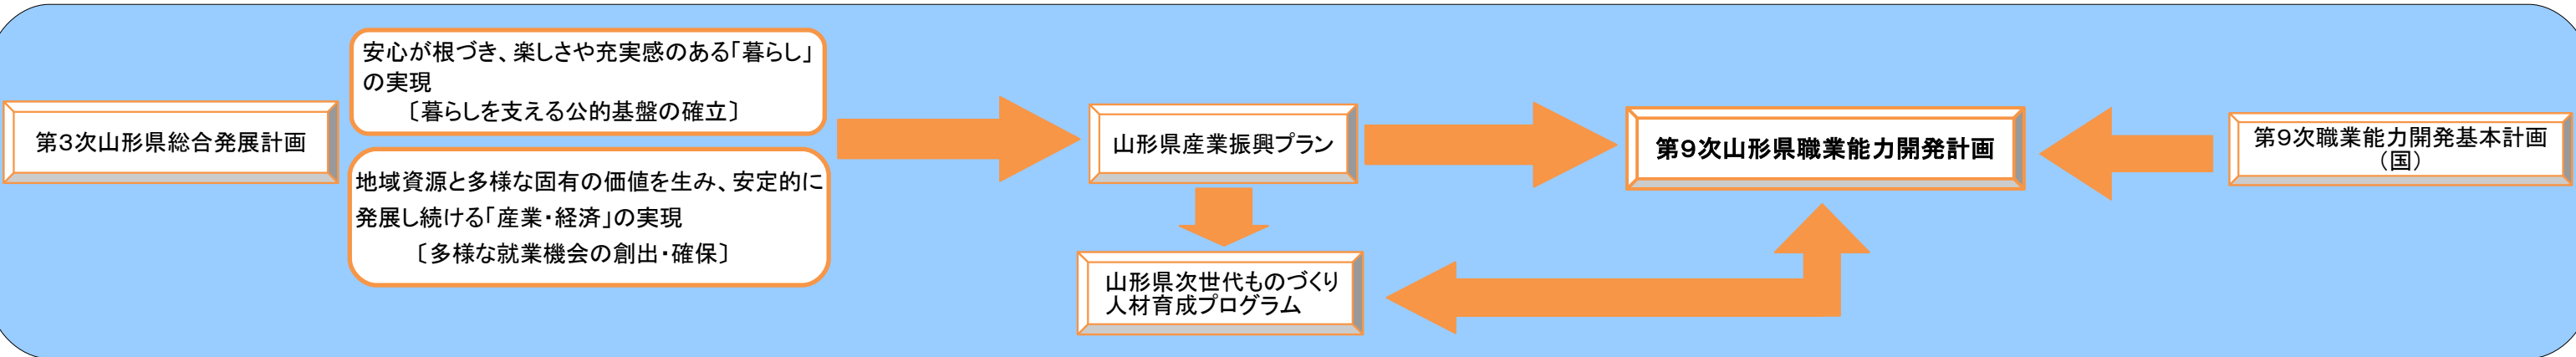 第3次山形県総合発展計画
安心が根づき、楽しさや充実感のある「暮らし」
の実現
〔暮らしを支える公的基盤の確立〕
地域資源と多様な固有の価値を生み、安定的に
発展し続ける「産業・経済」の実現
〔多様な就業機会の創出・確保〕
山形県産業振興プラン
山形県次世代ものづくり
人材育成プログラム
第9次山形県職業能力開発計画
第9次職業能力開発基本計画
(国)